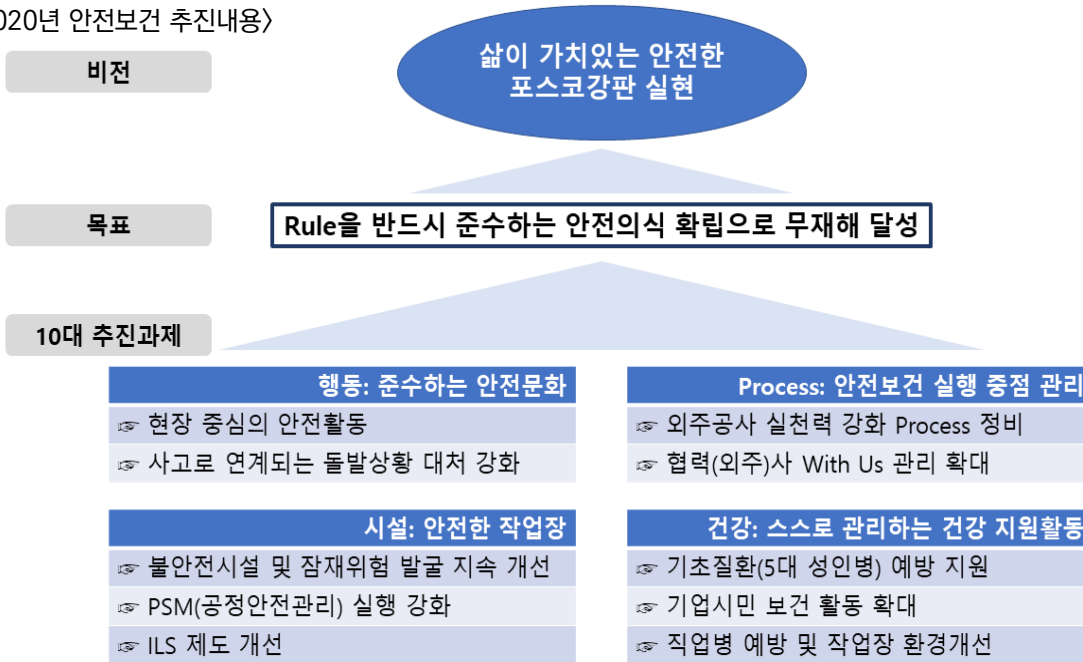 020년 안전보건 추진내용〉
비전
삶이 가치있는 안전한
포스코강판 실현
목표
Rule을 반드시 준수하는 안전의식 확립으로 무재해 달성
10대 추진과제
행동: 준수하는 안전문화
☞ 현장 중심의 안전활동
☞ 사고로 연계되는 돌발상황 대처 강화
Process: 안전보건 실행 중점 관리
☞ 외주공사 실천력 강화 Process 정비
☞ 협력(외주)사 With Us 관리 확대
시설: 안전한 작업장
☞ 불안전시설 및 잠재위험 발굴 지속 개선
☞ PSM(공정안전관리) 실행 강화
☞ ILS 제도 개선
건강: 스스로 관리하는 건강 지원활동
☞ 기초질환(5대 성인병) 예방 지원
☞ 기업시민 보건 활동 확대
☞ 직업병 예방 및 작업장 환경개선